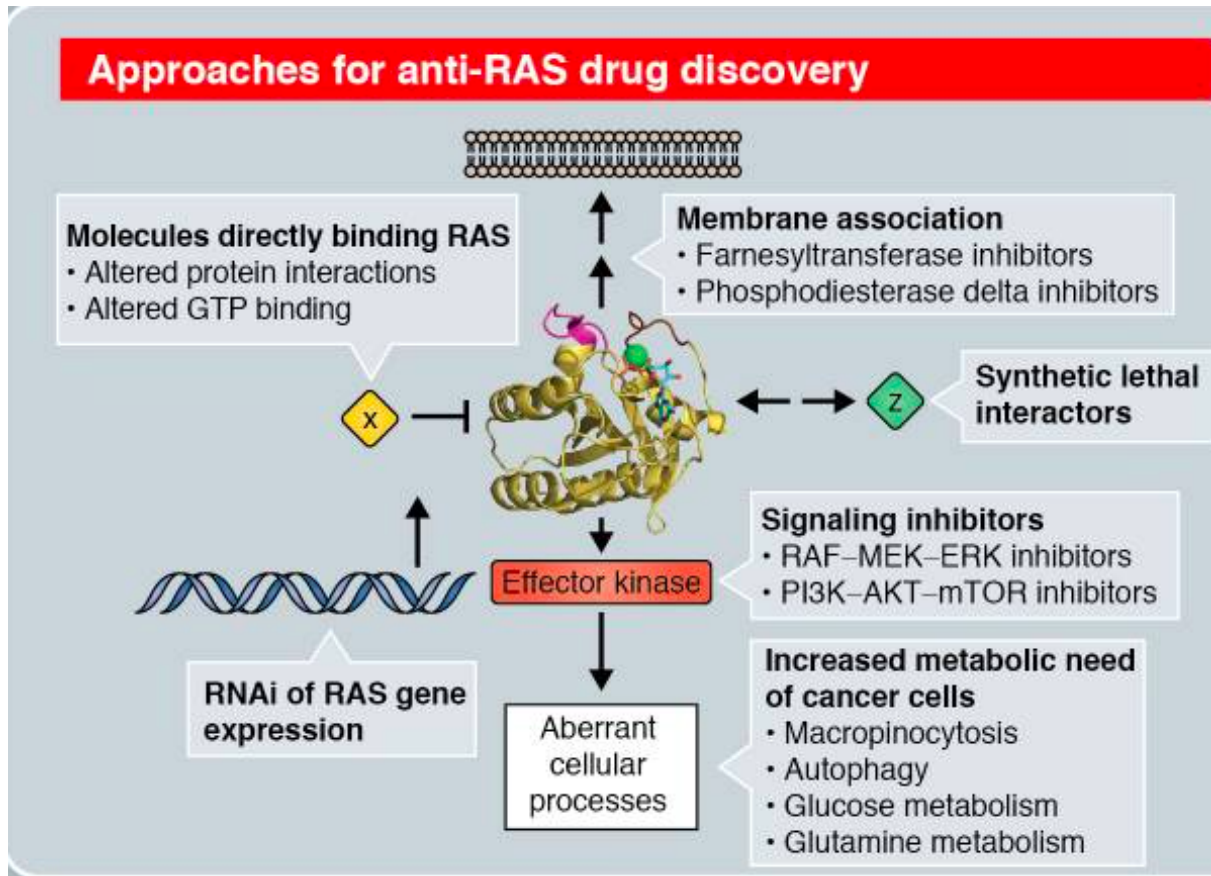 Approaches for anti-RAS drug discovery
Molecules directly binding RAS
• Altered protein interactions
• Altered GTP binding
Membrane association
• Farnesyltransferase inhibitors
• Phosphodiesterase delta inhibitors
X
Z
Synthetic lethal
interactors
Signaling inhibitors
• RAF–MEK–ERK inhibitors
• PI3K–AKT–mTOR inhibitors
Effector kinase
RNAi of RAS gene
expression
Aberrant
cellular
processes
Increased metabolic need
of cancer cells
• Macropinocytosis
• Autophagy
• Glucose metabolism
• Glutamine metabolism